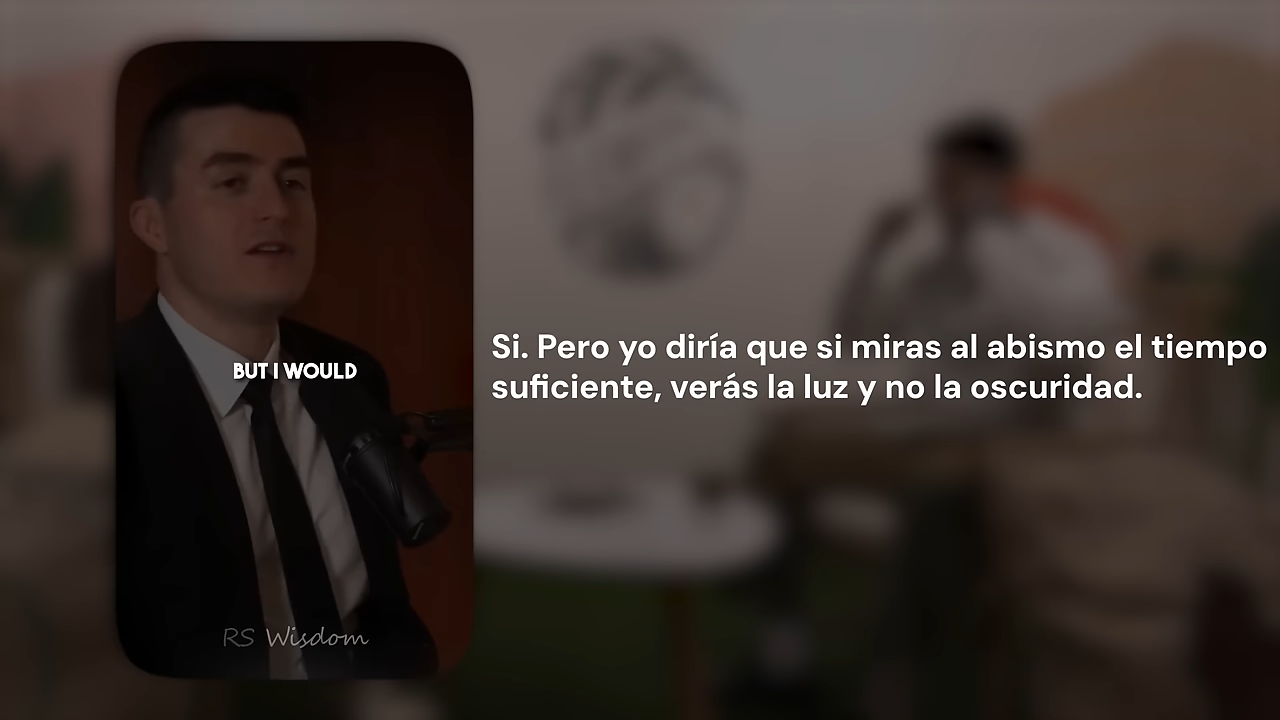 BUT I WOULD
Si. Pero yo diría que si miras al abismo el tiempo
suficiente, verás la luz y no la oscuridad.
RS Wisdom